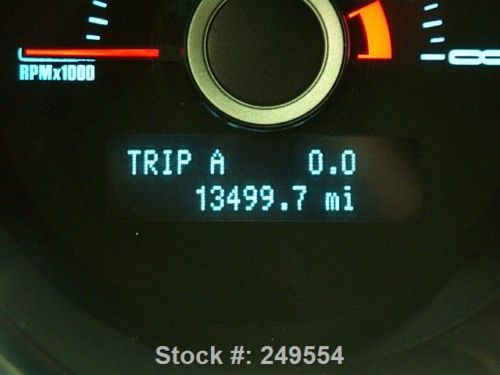 RPMx1000
TRIP A 0.0
13499.7 mi
Stock #: 249554